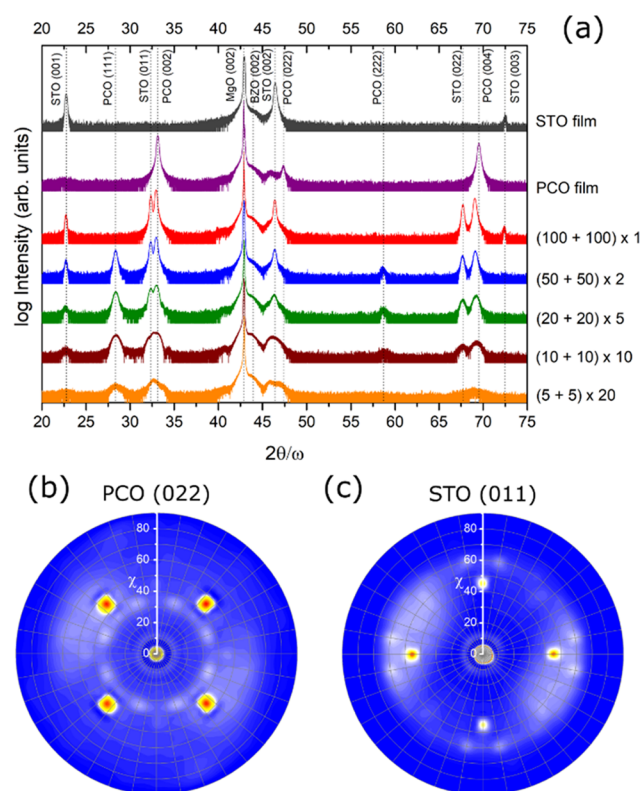 20 25 30 35 40 45 50 55 60 65 70 75
(a)
STO (001)
PCO (111)
STO (011)
PCO (002)
MgO (002)
BZO (002)
STO (002)
PCO (022)
PCO (222)
STO (022)
PCO (004)
STO (003)
STO film
PCO film
(100 + 100) x 1
(50 + 50) x 2
(20 + 20) x 5
(10 + 10) x 10
(5 + 5) x 20
log Intensity (arb. units)
20 25 30 35 40 45 50 55 60 65 70 75
2θ/ω
(b)
PCO (022)
80
60
χ
40
20
0
(c)
STO (011)
80
60
χ
40
20
0